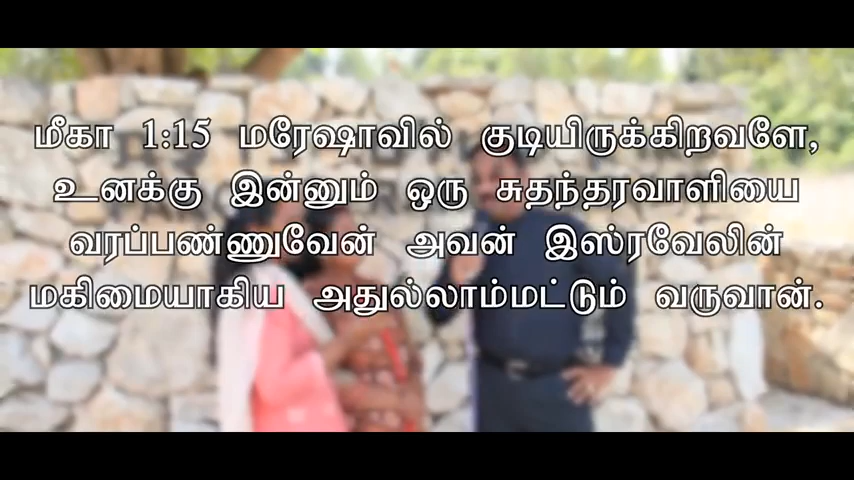 மீகா 1:15 மரேஷாவில் குடியிருக்கிறவளே,
உனக்கு இன்னும் ஒரு சுதந்தரவாளியை
வரப்பண்ணுவேன் அவன் இஸ்ரவேலின்
மகிமையாகிய அதுல்லாம்மட்டும் வருவான்.